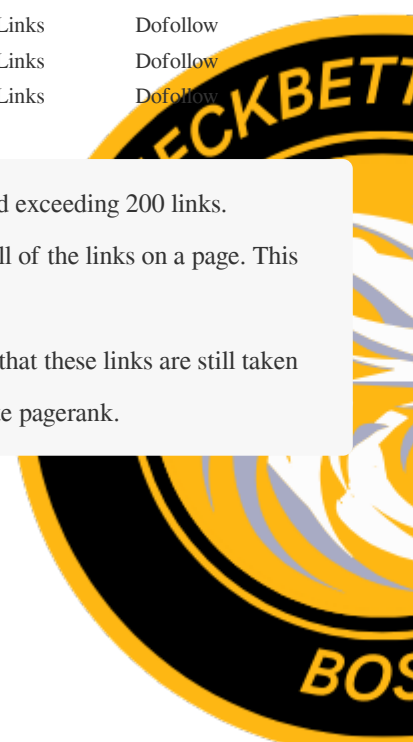 Links Dofollow
Links Dofollow
Links Dofollow
ECKBETT
d exceeding 200 links.
ll of the links on a page. This
that these links are still taken
te pagerank.
BOS